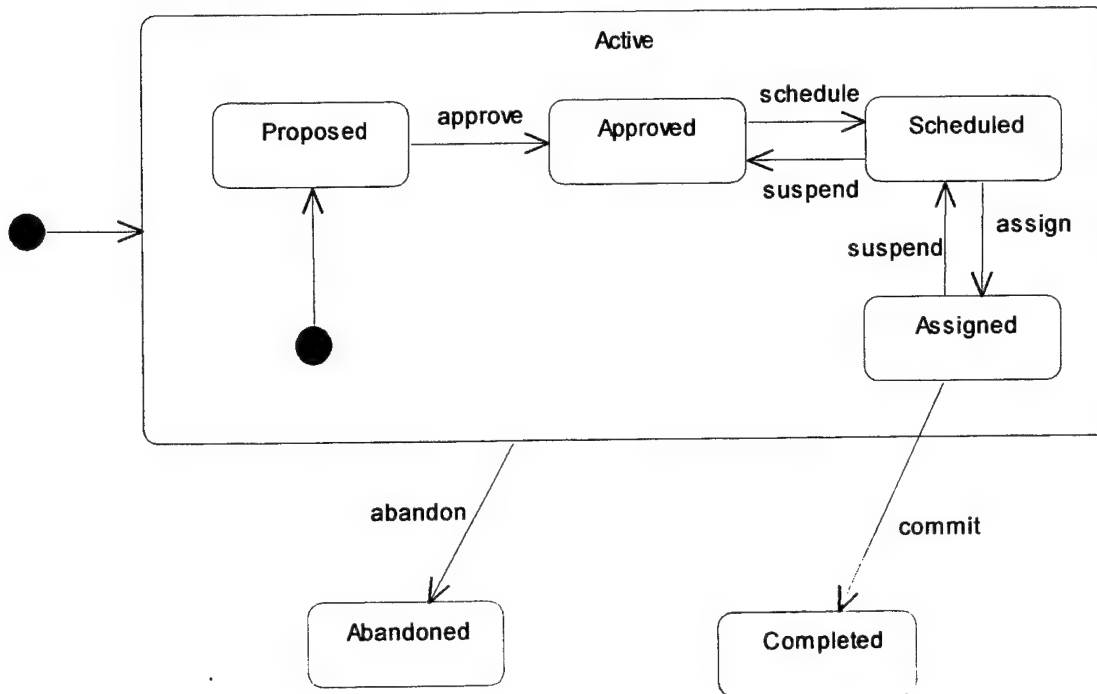 Active
Proposed
approve
Approved
schedule
Scheduled
suspend
suspend
assign
Assigned
abandon
commit
Abandoned
Completed